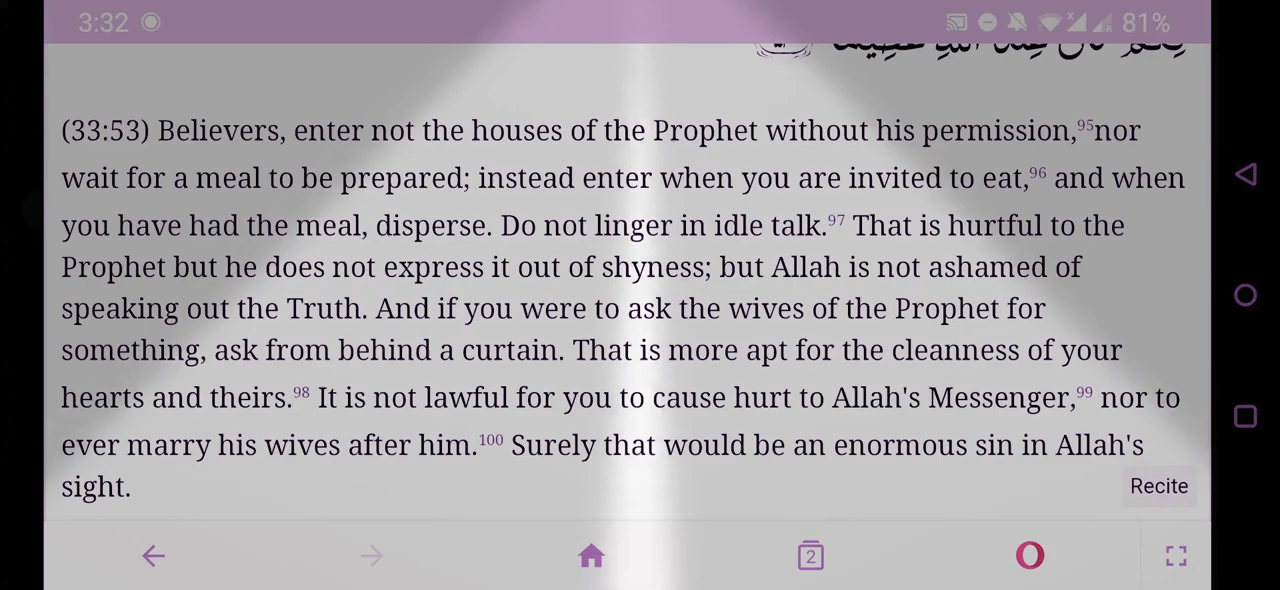 3:32 81%
(33:53) Believers, enter not the houses of the Prophet without his permission,95nor
wait for a meal to be prepared; instead enter when you are invited to eat,96 and when
you have had the meal, disperse. Do not linger in idle talk.97 That is hurtful to the
Prophet but he does not express it out of shyness; but Allah is not ashamed of
speaking out the Truth. And if you were to ask the wives of the Prophet for
something, ask from behind a curtain. That is more apt for the cleanness of your
hearts and theirs.98 It is not lawful for you to cause hurt to Allah's Messenger,99 nor to
ever marry his wives after him.100 Surely that would be an enormous sin in Allah's
sight.
Recite
2